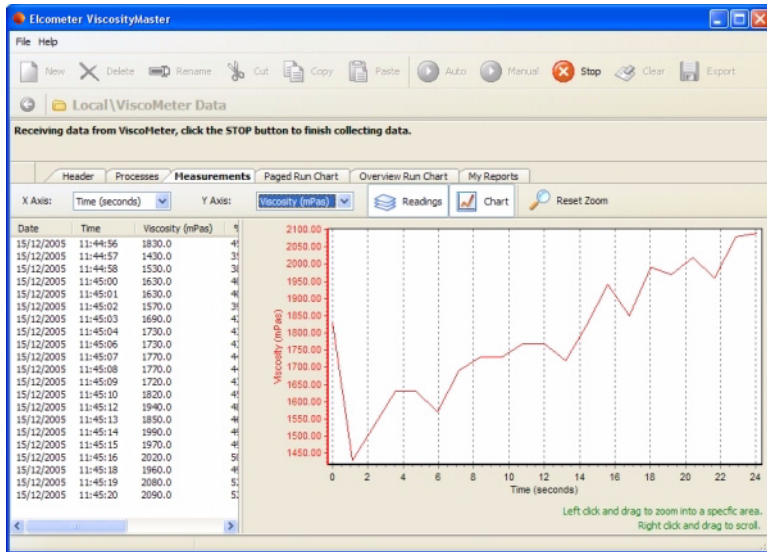 Elcometer ViscosityMaster
File Help
New Delete Rename Cut Copy Paste Auto Manual Stop Clear Export
Local\ViscoMeter Data
Receiving data from ViscoMeter, click the STOP button to finish collecting data.
Header Processes Measurements Paged Run Chart Overview Run Chart My Reports
X Axis: Time (seconds) Y Axis: Viscosity (mPas) Readings Chart Reset Zoom
Date Time Viscosity (mPas)
15/12/2005 11:44:56 1830.0
15/12/2005 11:44:57 1430.0
15/12/2005 11:44:58 1530.0
15/12/2005 11:45:00 1630.0
15/12/2005 11:45:01 1630.0
15/12/2005 11:45:02 1570.0
15/12/2005 11:45:03 1690.0
15/12/2005 11:45:04 1730.0
15/12/2005 11:45:06 1730.0
15/12/2005 11:45:07 1770.0
15/12/2005 11:45:08 1770.0
15/12/2005 11:45:09 1720.0
15/12/2005 11:45:10 1820.0
15/12/2005 11:45:12 1940.0
15/12/2005 11:45:13 1850.0
15/12/2005 11:45:14 1990.0
15/12/2005 11:45:15 1970.0
15/12/2005 11:45:16 2020.0
15/12/2005 11:45:18 1960.0
15/12/2005 11:45:19 2080.0
15/12/2005 11:45:20 2090.0
Viscosity (mPas)
2100.00
2050.00
2000.00
1950.00
1900.00
1850.00
1800.00
1750.00
1700.00
1650.00
1600.00
1550.00
1500.00
1450.00
0 2 4 6 8 10 12 14 16 18 20 22 24
Time (seconds)
Left click and drag to zoom into a specfic area.
Right click and drag to scroll.